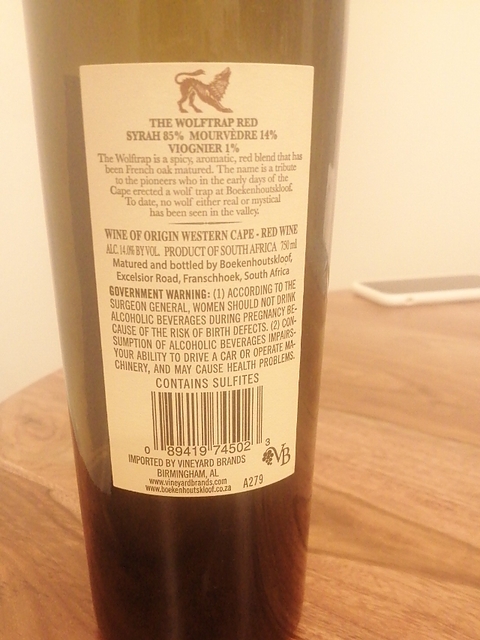 THE WOLFTRAP RED
SYRAH 85% MOURVÈDRE 14%
VIOGNIER 1%
The Wolftrap is a spicy, aromatic, red blend that has
been French oak matured. The name is a tribute
to the pioneers who in the early days of the
Cape erected a wolf trap at Boekenhoutskloof.
To date, no wolf either real or mystical
has been seen in the valley.
WINE OF ORIGIN WESTERN CAPE - RED WINE
ALC. 14.0% BY VOL. PRODUCT OF SOUTH AFRICA 750 ml
Matured and bottled by Boekenhoutskloof,
Excelsior Road, Franschhoek, South Africa
GOVERNMENT WARNING: (1) ACCORDING TO THE
SURGEON GENERAL, WOMEN SHOULD NOT DRINK
ALCOHOLIC BEVERAGES DURING PREGNANCY BE-
CAUSE OF THE RISK OF BIRTH DEFECTS. (2) CON-
SUMPTION OF ALCOHOLIC BEVERAGES IMPAIRS
YOUR ABILITY TO DRIVE A CAR OR OPERATE MA-
CHINERY, AND MAY CAUSE HEALTH PROBLEMS.
CONTAINS SULFITES
0 89419 74502 3
IMPORTED BY VINEYARD BRANDS
BIRMINGHAM, AL
www.vineyardbrands.com
www.boekenhoutskloof.co.za
A279
VB